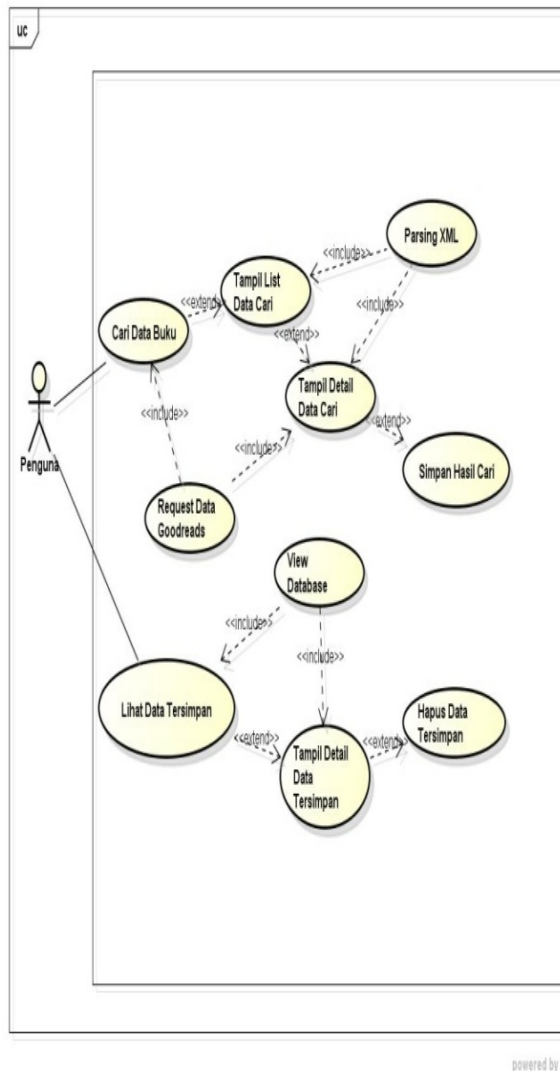 uc
Parsing XML
<<include>>
Tampil List
Data Cari
<<extend>>
<<include>>
Cari Data Buku
<<extend>>
Tampil Detail
Data Cari
<<include>>
<<extend>>
<<include>>
Penguna
Simpan Hasil Cari
Request Data
Goodreads
View
Database
<<include>>
<<include>>
Lihat Data Tersimpan
Hapus Data
Tersimpan
<<extend>>
<<extend>>
Tampil Detail
Data
Tersimpan
powered by